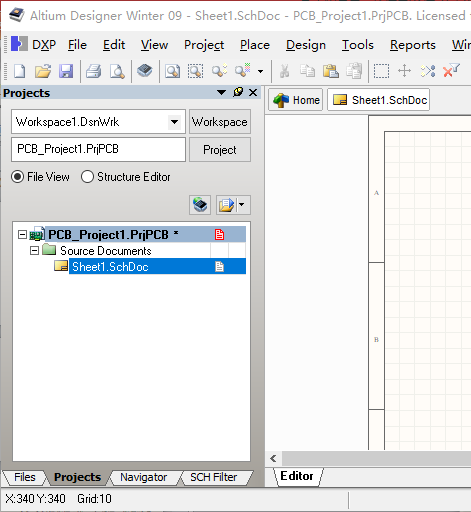 Altium Designer Winter 09 - Sheet1.SchDoc - PCB_Project1.PrjPCB. Licensed
DXP File Edit View Project Place Design Tools Reports Win
Projects
Home Sheet1.SchDoc
Workspace1.DsnWrk Workspace
PCB_Project1.PrjPCB Project
File View Structure Editor
A
PCB_Project1.PrjPCB *
Source Documents
Sheet1.SchDoc
B
Files Projects Navigator SCH Filter
Editor
X:340 Y:340 Grid:10